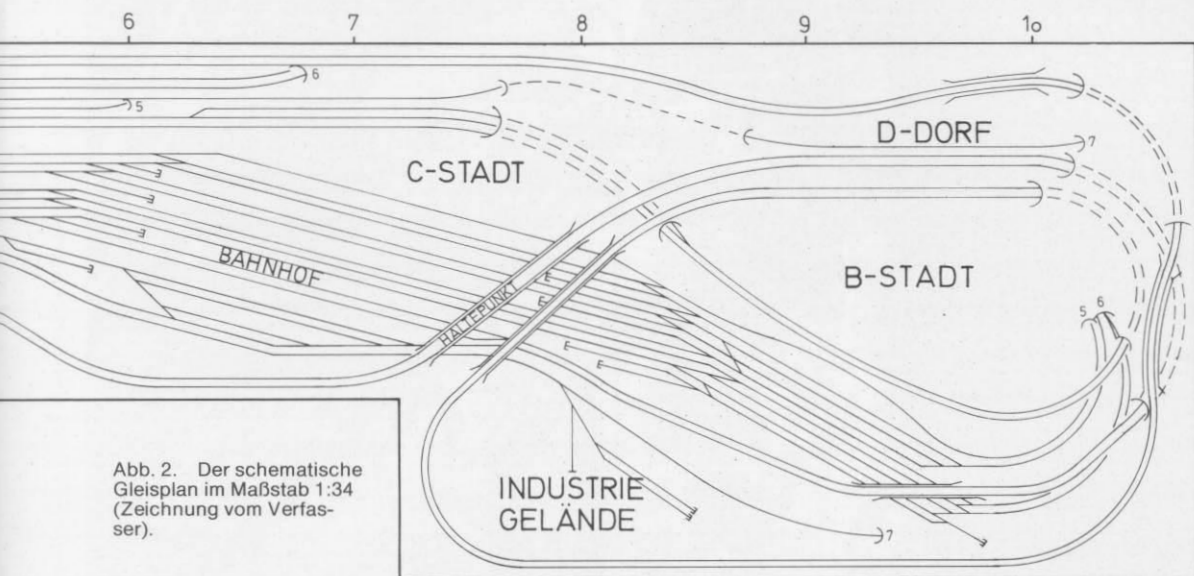 6 7 8 9 10
6
5
7
D-DORF
C-STADT
B-STADT
BAHNHOF
HALTEPUNKT
5 6
INDUSTRIE
GELÄNDE
7
Abb. 2. Der schematische
Gleisplan im Maßstab 1:34
(Zeichnung vom Verfas-
ser).